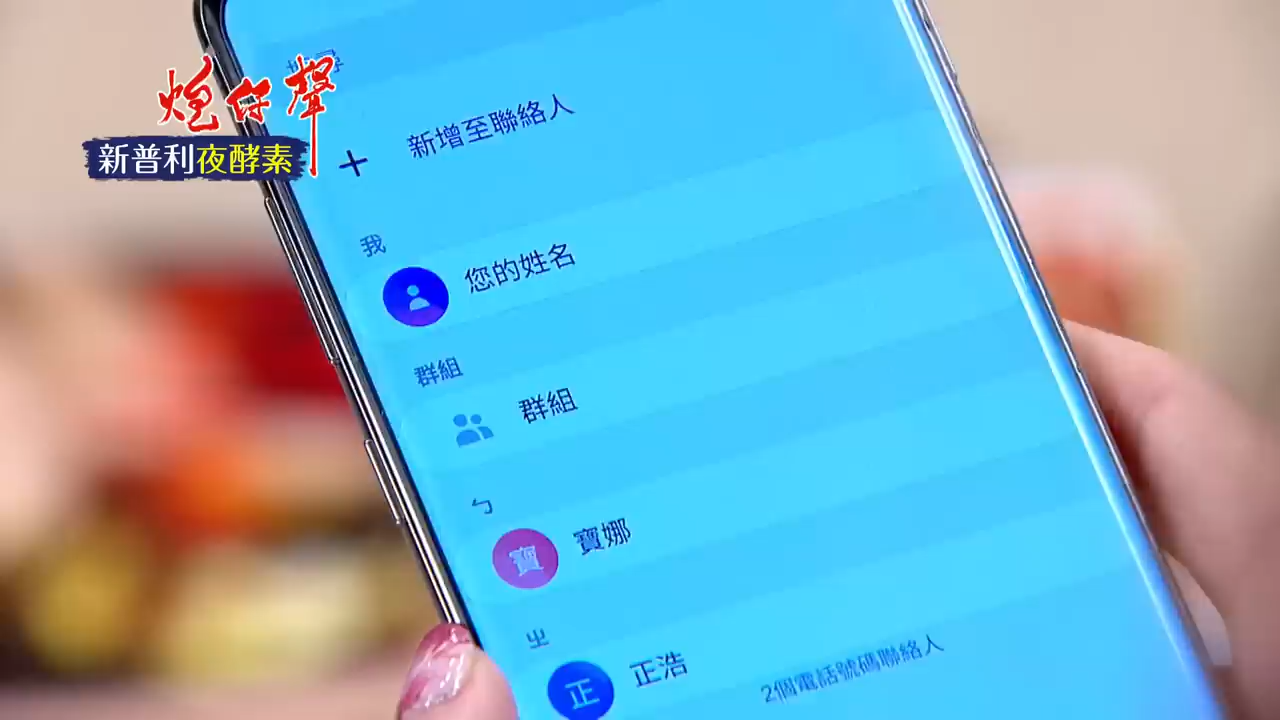 炮仔聲
新普利夜酵素
新增至聯絡人
我
您的姓名
群組
群組
ㄅ
寶 寶娜
ㄓ
正 正浩
2個電話號碼聯絡人